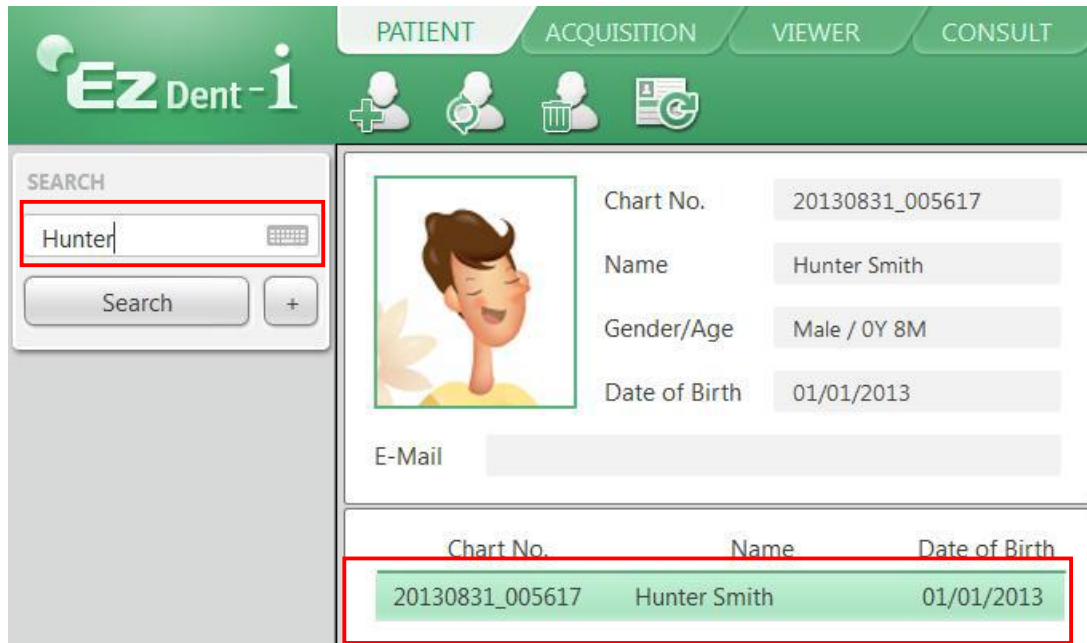 Ez Dent-i
PATIENT ACQUISITION VIEWER CONSULT
SEARCH
Hunter
Search +
Chart No. 20130831_005617
Name Hunter Smith
Gender/Age Male / 0Y 8M
Date of Birth 01/01/2013
E-Mail
Chart No. Name Date of Birth
20130831_005617 Hunter Smith 01/01/2013